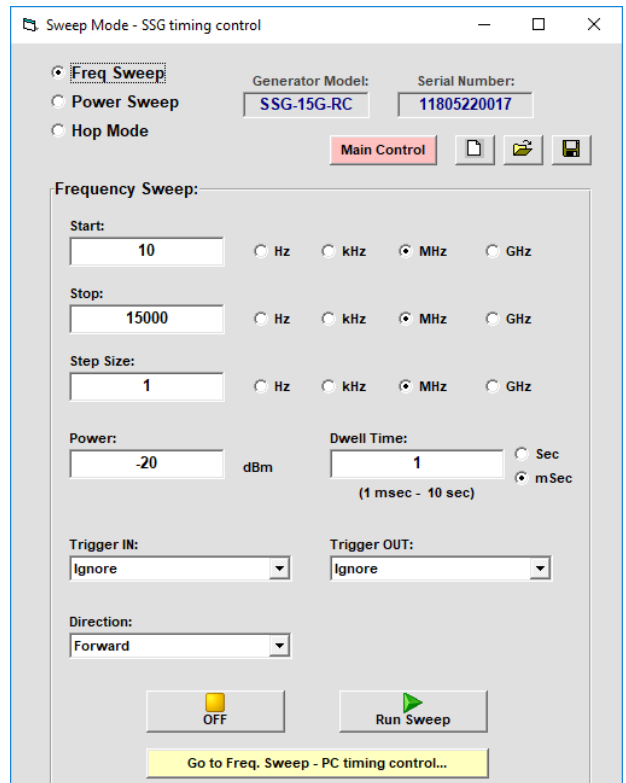 Sweep Mode - SSG timing control
Freq Sweep
Power Sweep
Hop Mode
Generator Model:
SSG-15G-RC
Serial Number:
11805220017
Main Control
Frequency Sweep:
Start:
10 Hz kHz MHz GHz
Stop:
15000 Hz kHz MHz GHz
Step Size:
1 Hz kHz MHz GHz
Power:
-20 dBm
Dwell Time:
1 Sec
mSec
(1 msec - 10 sec)
Trigger IN:
Ignore
Trigger OUT:
Ignore
Direction:
Forward
OFF
Run Sweep
Go to Freq. Sweep - PC timing control...